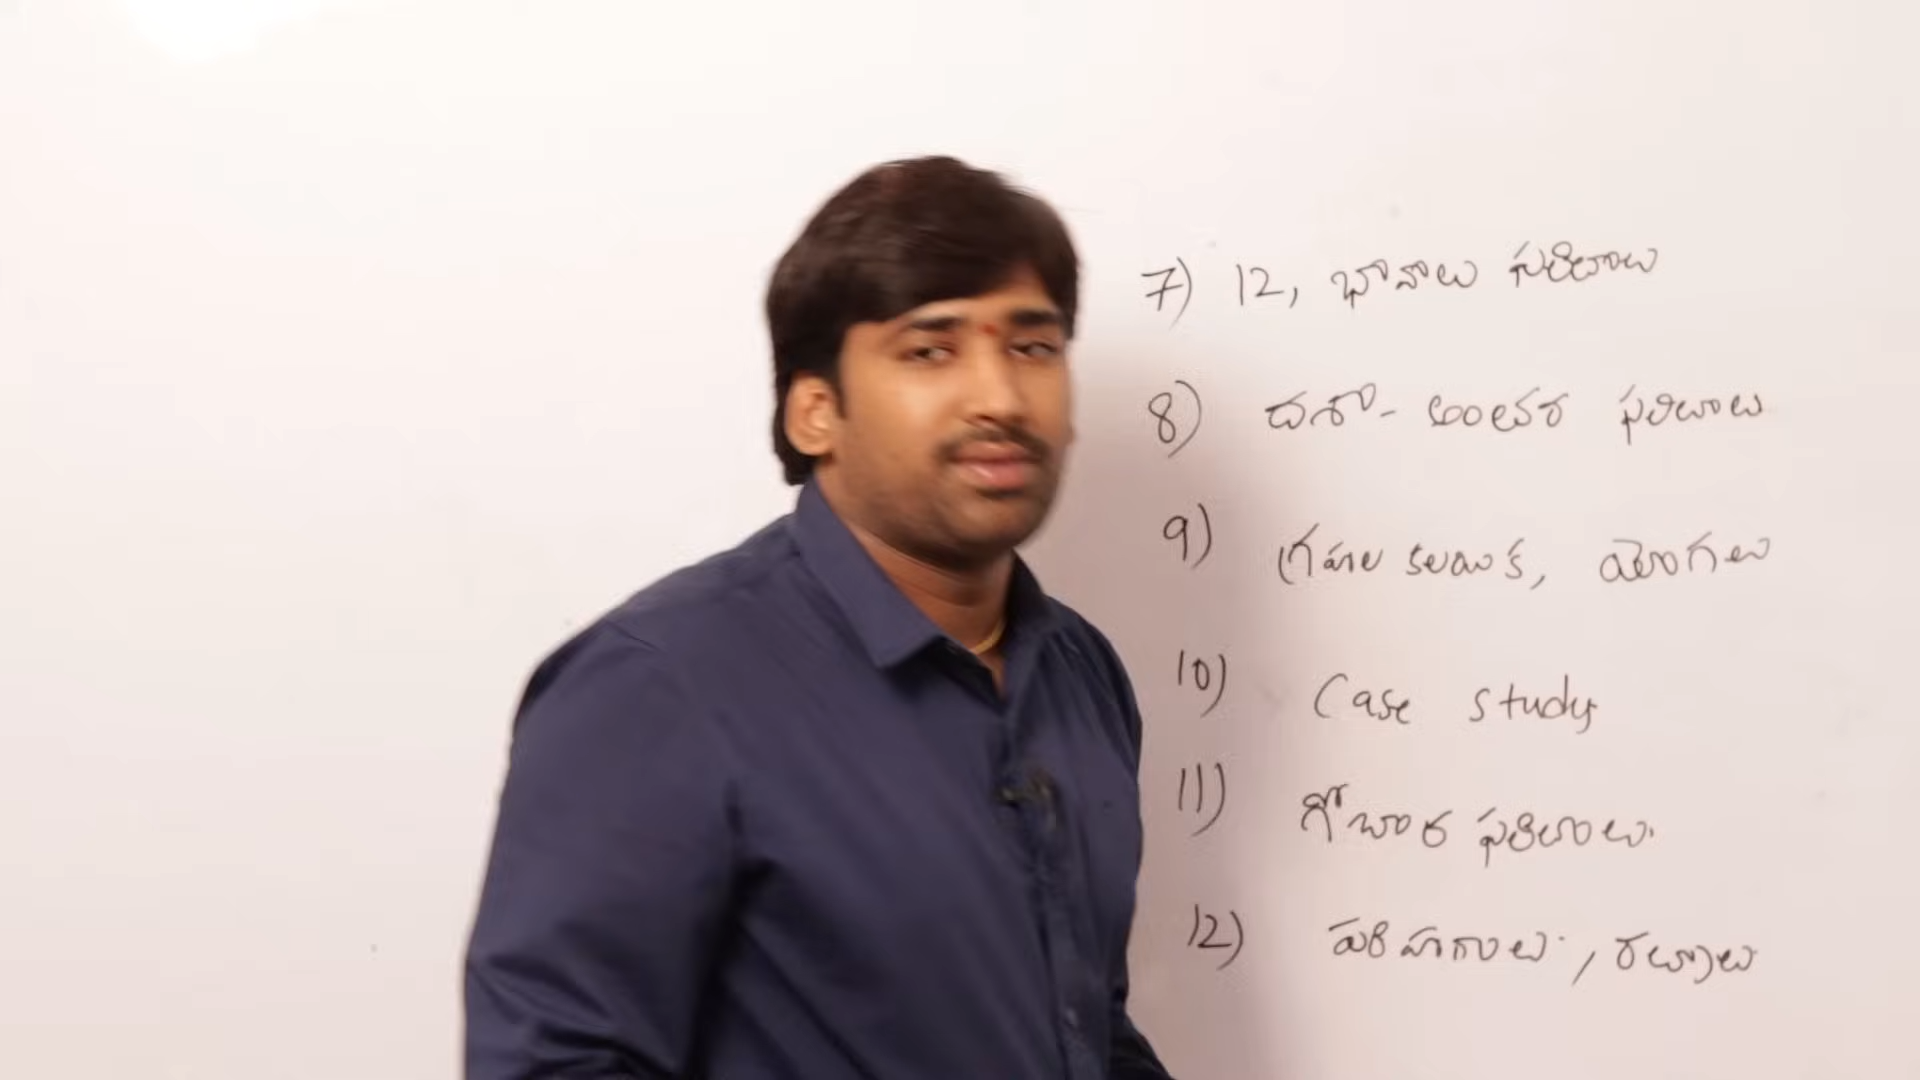 7) 12, భావాలు ఫలితాలు
8) దశా - అంతర ఫలితాలు
9) గ్రహాల కలయిక, యోగాలు
10) Case study
11) గోచార ఫలితాలు.
12) పరిహారాలు, రత్నాలు